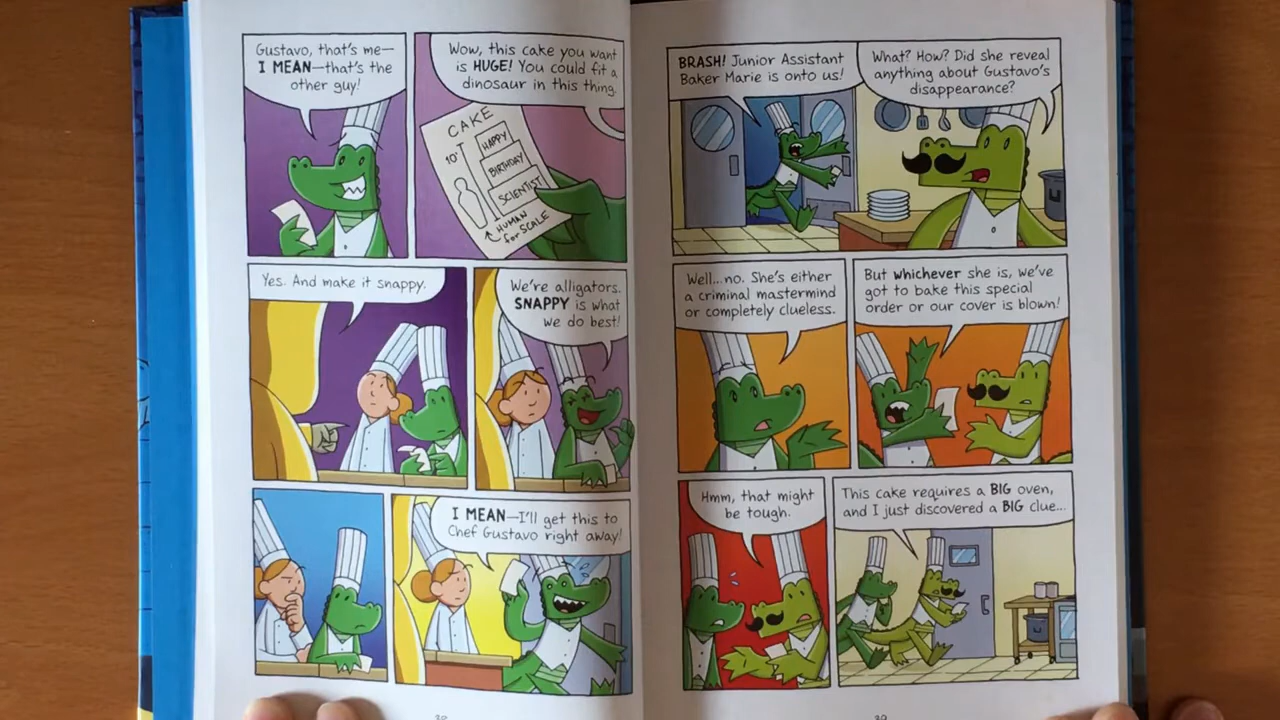 Gustavo, that's me—
I MEAN—that's the
other guy!
Wow, this cake you want
is HUGE! You could fit a
dinosaur in this thing.
CAKE
10'
HAPPY
BIRTHDAY
SCIENTIST
HUMAN
for SCALE
Yes. And make it snappy.
We're alligators.
SNAPPY is what
we do best!
I MEAN—I'll get this to
Chef Gustavo right away!
38
BRASH! Junior Assistant
Baker Marie is onto us!
What? How? Did she reveal
anything about Gustavo's
disappearance?
Well...no. She's either
a criminal mastermind
or completely clueless.
But whichever she is, we've
got to bake this special
order or our cover is blown!
Hmm, that might
be tough.
This cake requires a BIG oven,
and I just discovered a BIG clue...
39